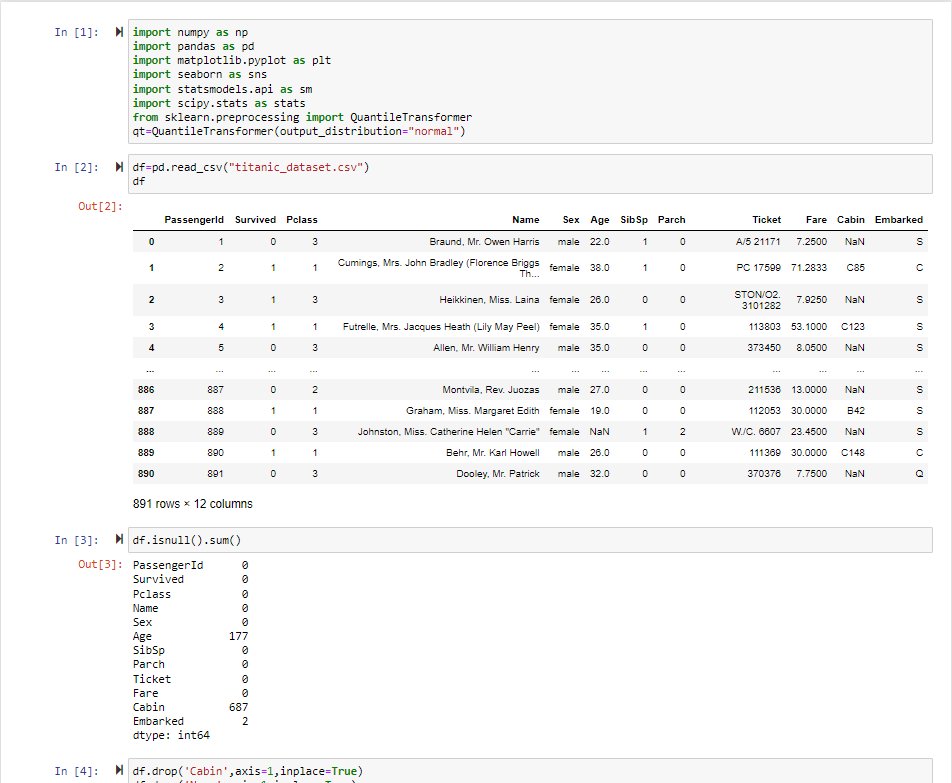 In [1]: import numpy as np
import pandas as pd
import matplotlib.pyplot as plt
import seaborn as sns
import statsmodels.api as sm
import scipy.stats as stats
from sklearn.preprocessing import QuantileTransformer
qt=QuantileTransformer(output_distribution="normal")
In [2]: df=pd.read_csv("titanic_dataset.csv")
df
Out[2]:
PassengerId Survived Pclass Name Sex Age SibSp Parch Ticket Fare Cabin Embarked
0 1 0 3 Braund, Mr. Owen Harris male 22.0 1 0 A/5 21171 7.2500 NaN S
1 2 1 1 Cumings, Mrs. John Bradley (Florence Briggs Th... female 38.0 1 0 PC 17599 71.2833 C85 C
2 3 1 3 Heikkinen, Miss. Laina female 26.0 0 0 STON/O2. 3101282 7.9250 NaN S
3 4 1 1 Futrelle, Mrs. Jacques Heath (Lily May Peel) female 35.0 1 0 113803 53.1000 C123 S
4 5 0 3 Allen, Mr. William Henry male 35.0 0 0 373450 8.0500 NaN S
... ... ... ... ... ... ... ... ... ... ... ... ...
886 887 0 2 Montvila, Rev. Juozas male 27.0 0 0 211536 13.0000 NaN S
887 888 1 1 Graham, Miss. Margaret Edith female 19.0 0 0 112053 30.0000 B42 S
888 889 0 3 Johnston, Miss. Catherine Helen "Carrie" female NaN 1 2 W./C. 6607 23.4500 NaN S
889 890 1 1 Behr, Mr. Karl Howell male 26.0 0 0 111369 30.0000 C148 C
890 891 0 3 Dooley, Mr. Patrick male 32.0 0 0 370376 7.7500 NaN Q
891 rows × 12 columns
In [3]: df.isnull().sum()
Out[3]: PassengerId 0
Survived 0
Pclass 0
Name 0
Sex 0
Age 177
SibSp 0
Parch 0
Ticket 0
Fare 0
Cabin 687
Embarked 2
dtype: int64
In [4]: df.drop('Cabin',axis=1,inplace=True)